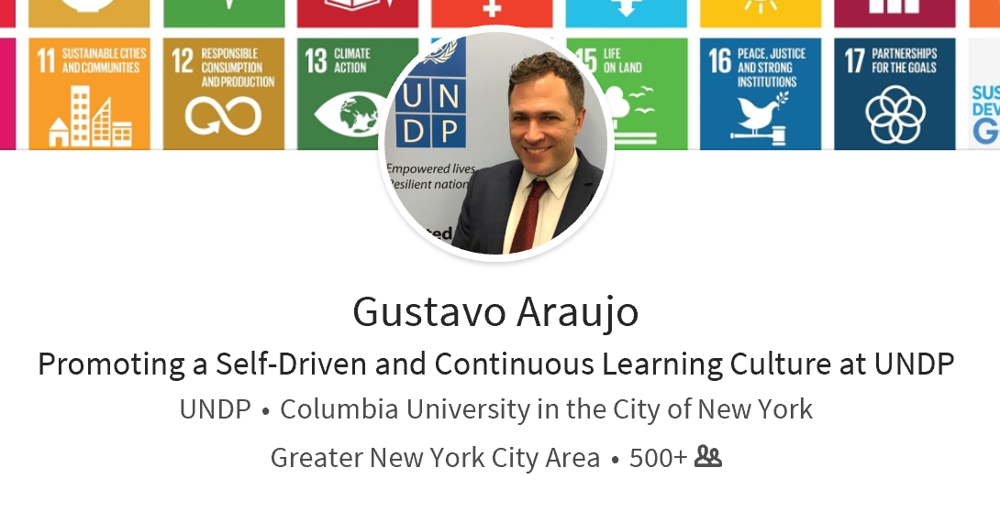 11 SUSTAINABLE CITIES
AND COMMUNITIES
12 RESPONSIBLE
CONSUMPTION
AND PRODUCTION
13 CLIMATE
ACTION
15 LIFE
ON LAND
16 PEACE, JUSTICE
AND STRONG
INSTITUTIONS
17 PARTNERSHIPS
FOR THE GOALS
SUS
DEV
G
U N
D P
Empowered lives.
Resilient nation
ted
Gustavo Araujo
Promoting a Self-Driven and Continuous Learning Culture at UNDP
UNDP • Columbia University in the City of New York
Greater New York City Area • 500+